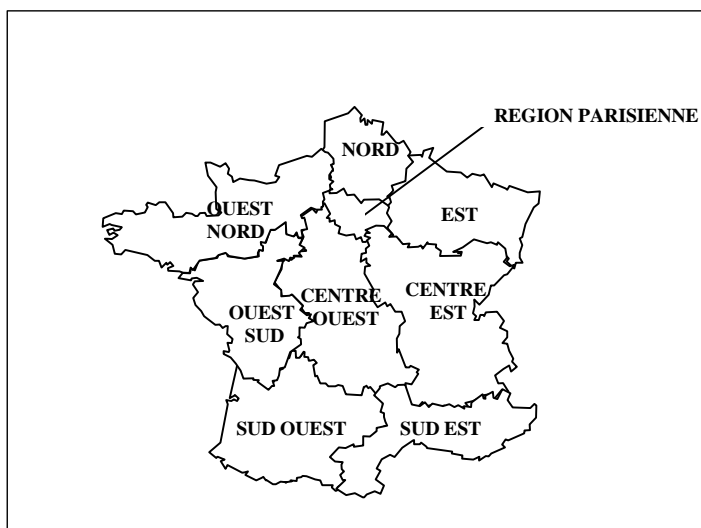 REGION PARISIENNE
NORD
OUEST
NORD
EST
CENTRE
OUEST
CENTRE
EST
OUEST
SUD
SUD OUEST
SUD EST